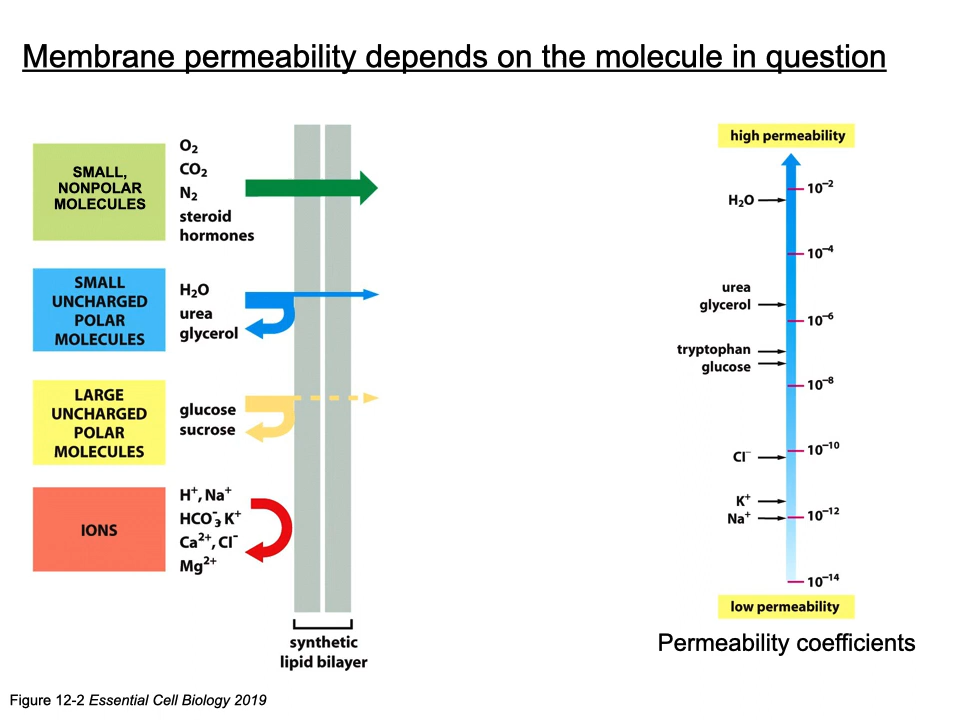 Membrane permeability depends on the molecule in question
SMALL,
NONPOLAR
MOLECULES
O₂
CO₂
N₂
steroid
hormones
SMALL
UNCHARGED
POLAR
MOLECULES
H₂O
urea
glycerol
LARGE
UNCHARGED
POLAR
MOLECULES
glucose
sucrose
IONS
H⁺, Na⁺
HCO₃⁻, K⁺
Ca²⁺, Cl⁻
Mg²⁺
synthetic
lipid bilayer
high permeability
10⁻²
H₂O
10⁻⁴
urea
glycerol
10⁻⁶
tryptophan
glucose
10⁻⁸
10⁻¹⁰
Cl⁻
K⁺
Na⁺
10⁻¹²
10⁻¹⁴
low permeability
Permeability coefficients
Figure 12-2 Essential Cell Biology 2019